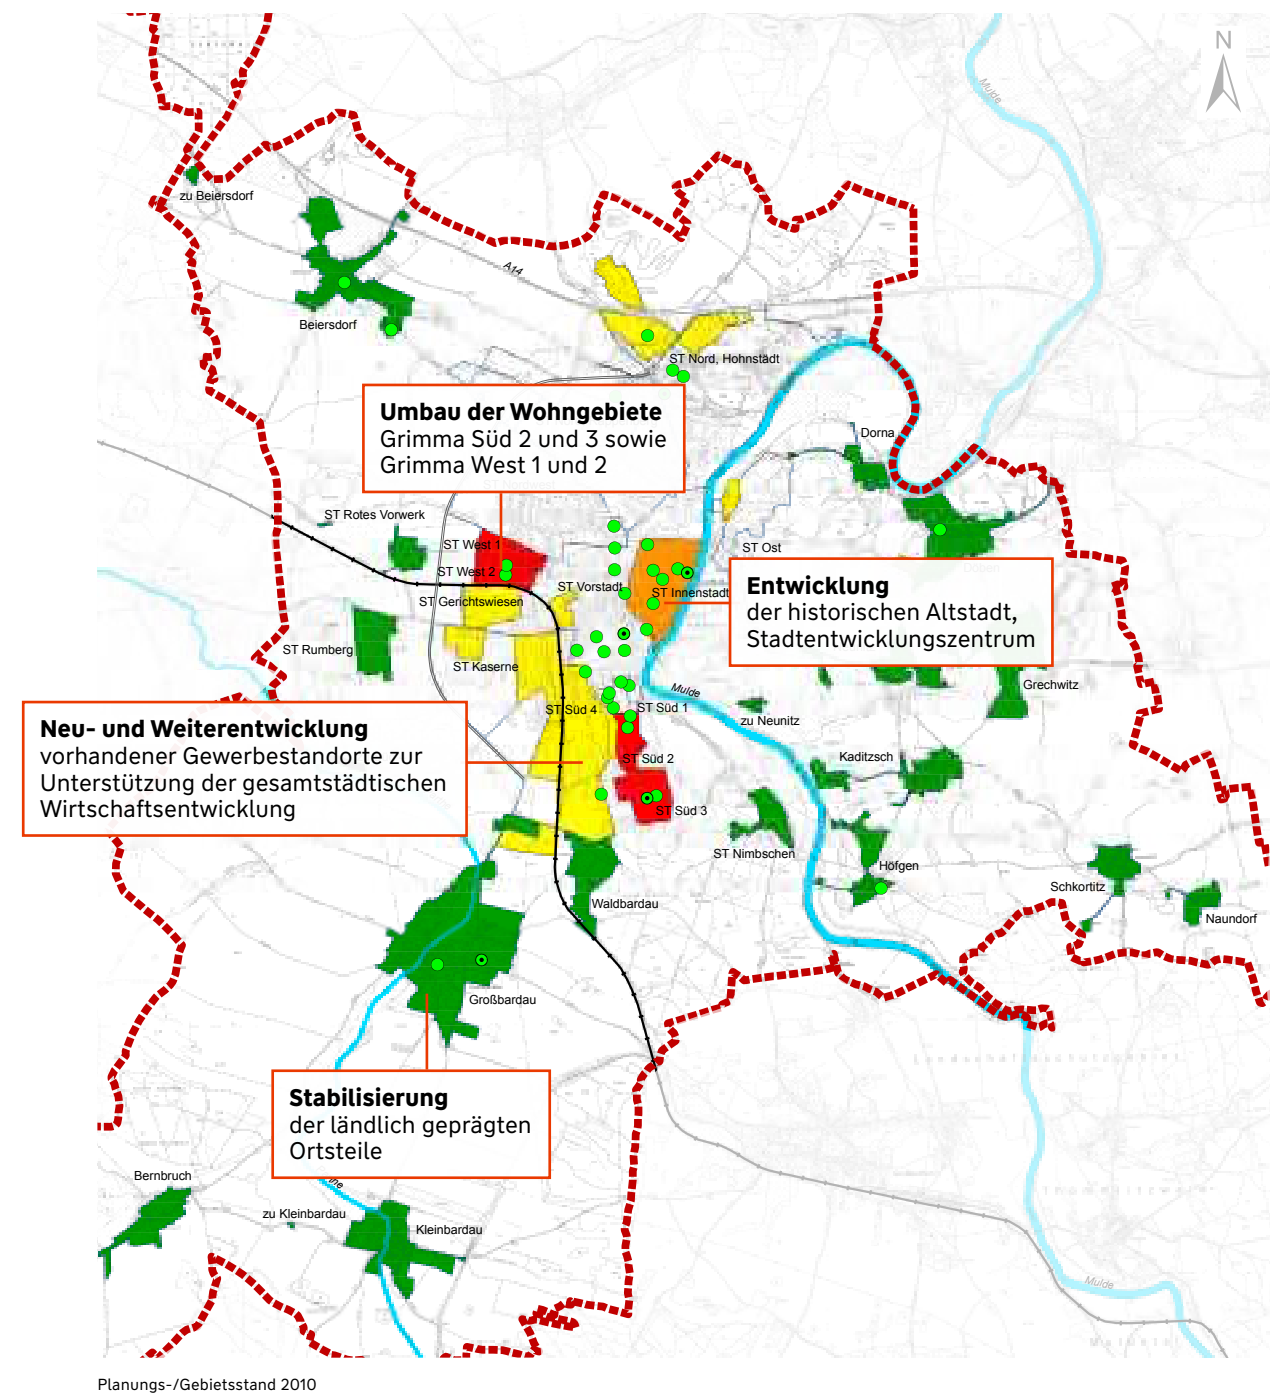 N
Mulde
zu Beiersdorf
A14
Beiersdorf
ST Nord, Hohnstädt
Umbau der Wohngebiete
Grimma Süd 2 und 3 sowie
Grimma West 1 und 2
Dorna
ST Rotes Vorwerk
ST West 1
ST West 2
ST Gerichtswiesen
ST Vorstadt
ST Innenstadt
ST Ost
Entwicklung
der historischen Altstadt,
Stadtentwicklungszentrum
ST Rumberg
ST Kaserne
Grechwitz
Mulde
zu Neunitz
ST Süd 4
ST Süd 1
Neu- und Weiterentwicklung
vorhandener Gewerbestandorte zur
Unterstützung der gesamtstädtischen
Wirtschaftsentwicklung
ST Süd 2
Kaditzsch
ST Süd 3
ST Nimbschen
Höfgen
Schkortitz
Naundorf
Waldbardau
Großbardau
Stabilisierung
der ländlich geprägten
Ortsteile
Bernbruch
zu Kleinbardau
Kleinbardau
Mulde
Planungs-/Gebietsstand 2010